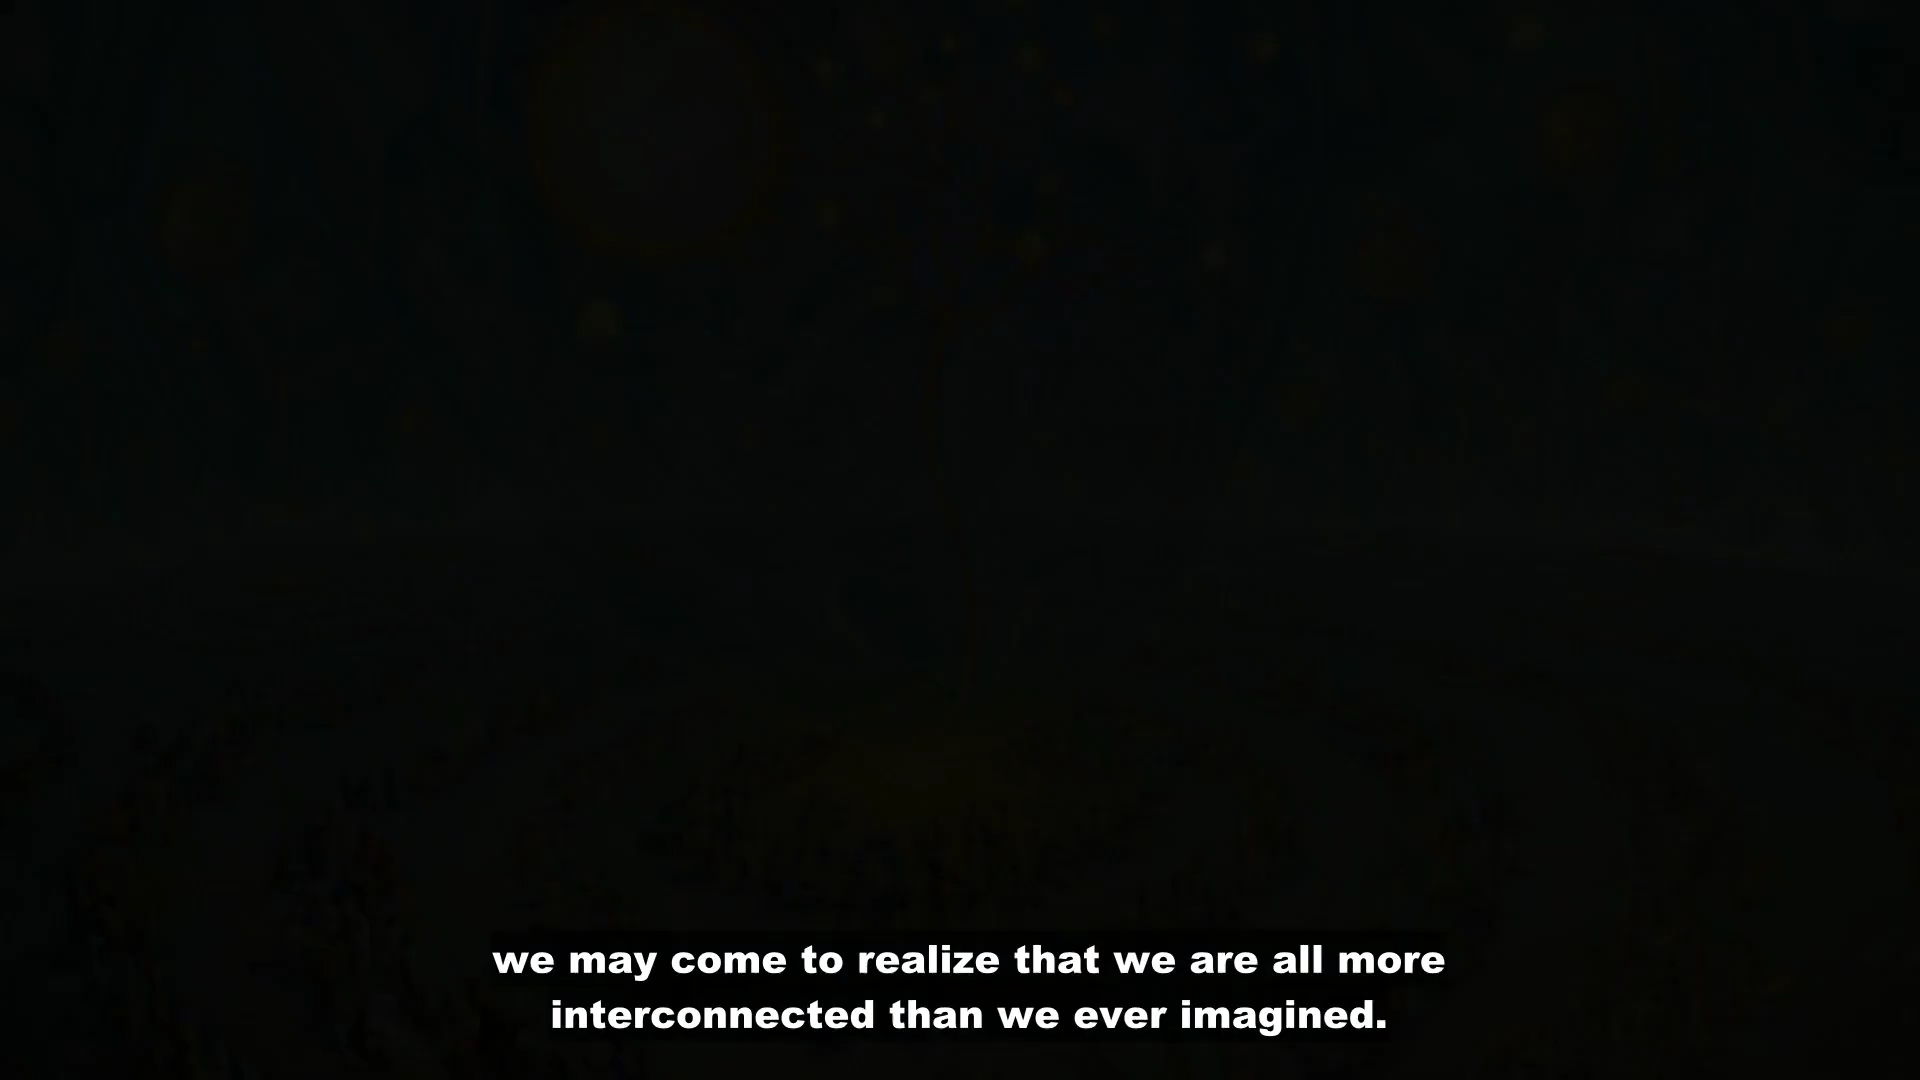 we may come to realize that we are all more
interconnected than we ever imagined.